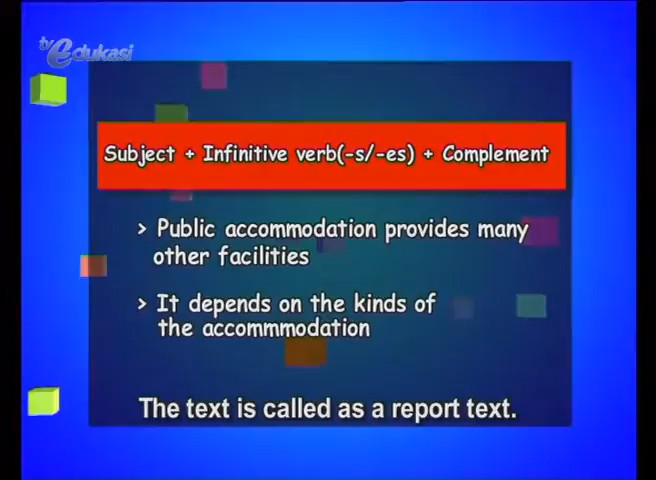 tv edukasi
Subject + Infinitive verb(-s/-es) + Complement
> Public accommodation provides many
other facilities
> It depends on the kinds of
the accommmodation
The text is called as a report text.